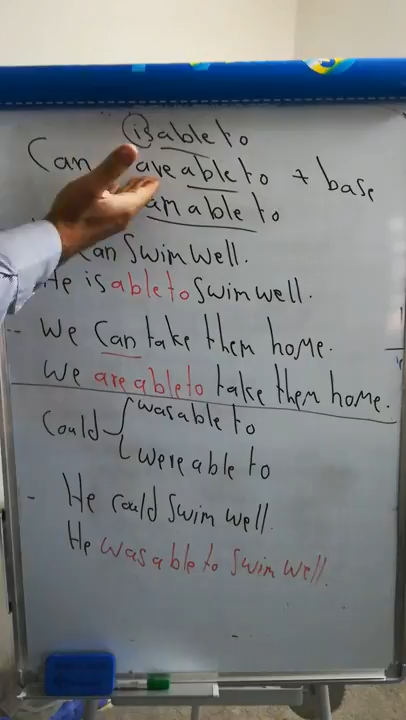 is able to
Can are able to + base
am able to
can swim well.
He is able to swim well.
-- We can take them home.
We are able to take them home.
Could was able to
were able to
- He could swim well.
He was able to swim well.